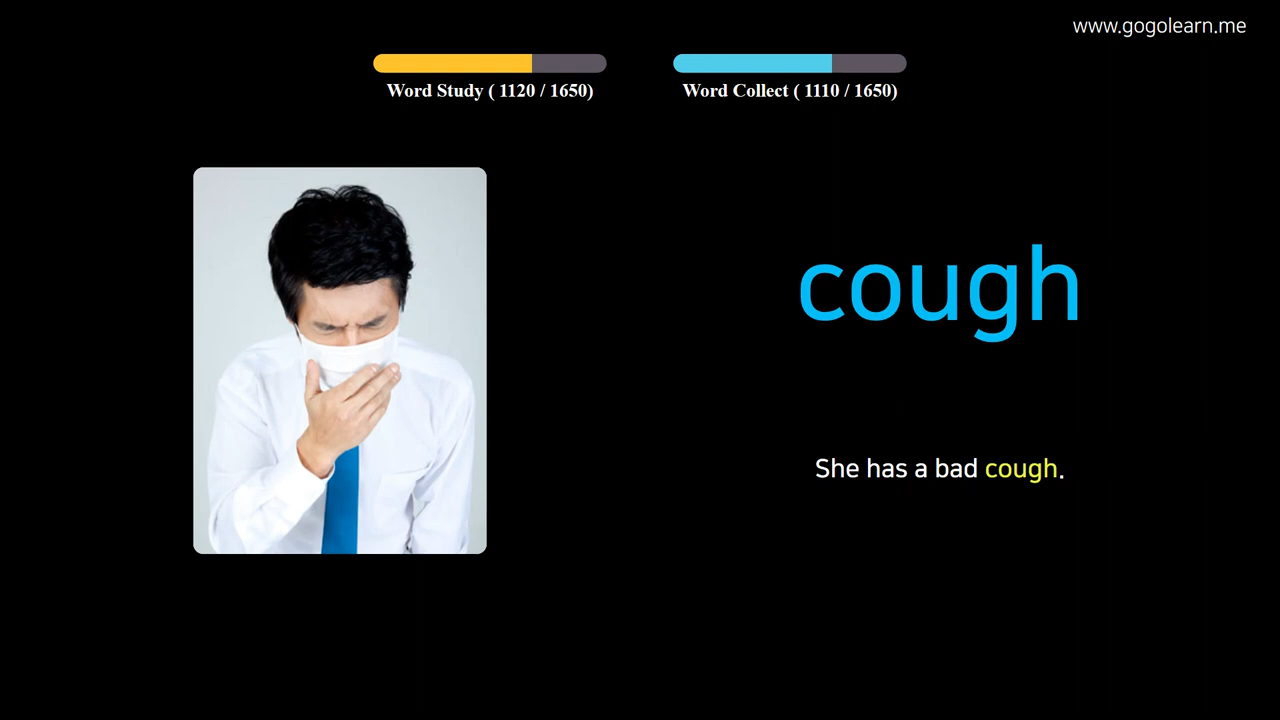 www.gogolearn.me
Word Study ( 1120 / 1650)
Word Collect ( 1110 / 1650)
cough
She has a bad cough.